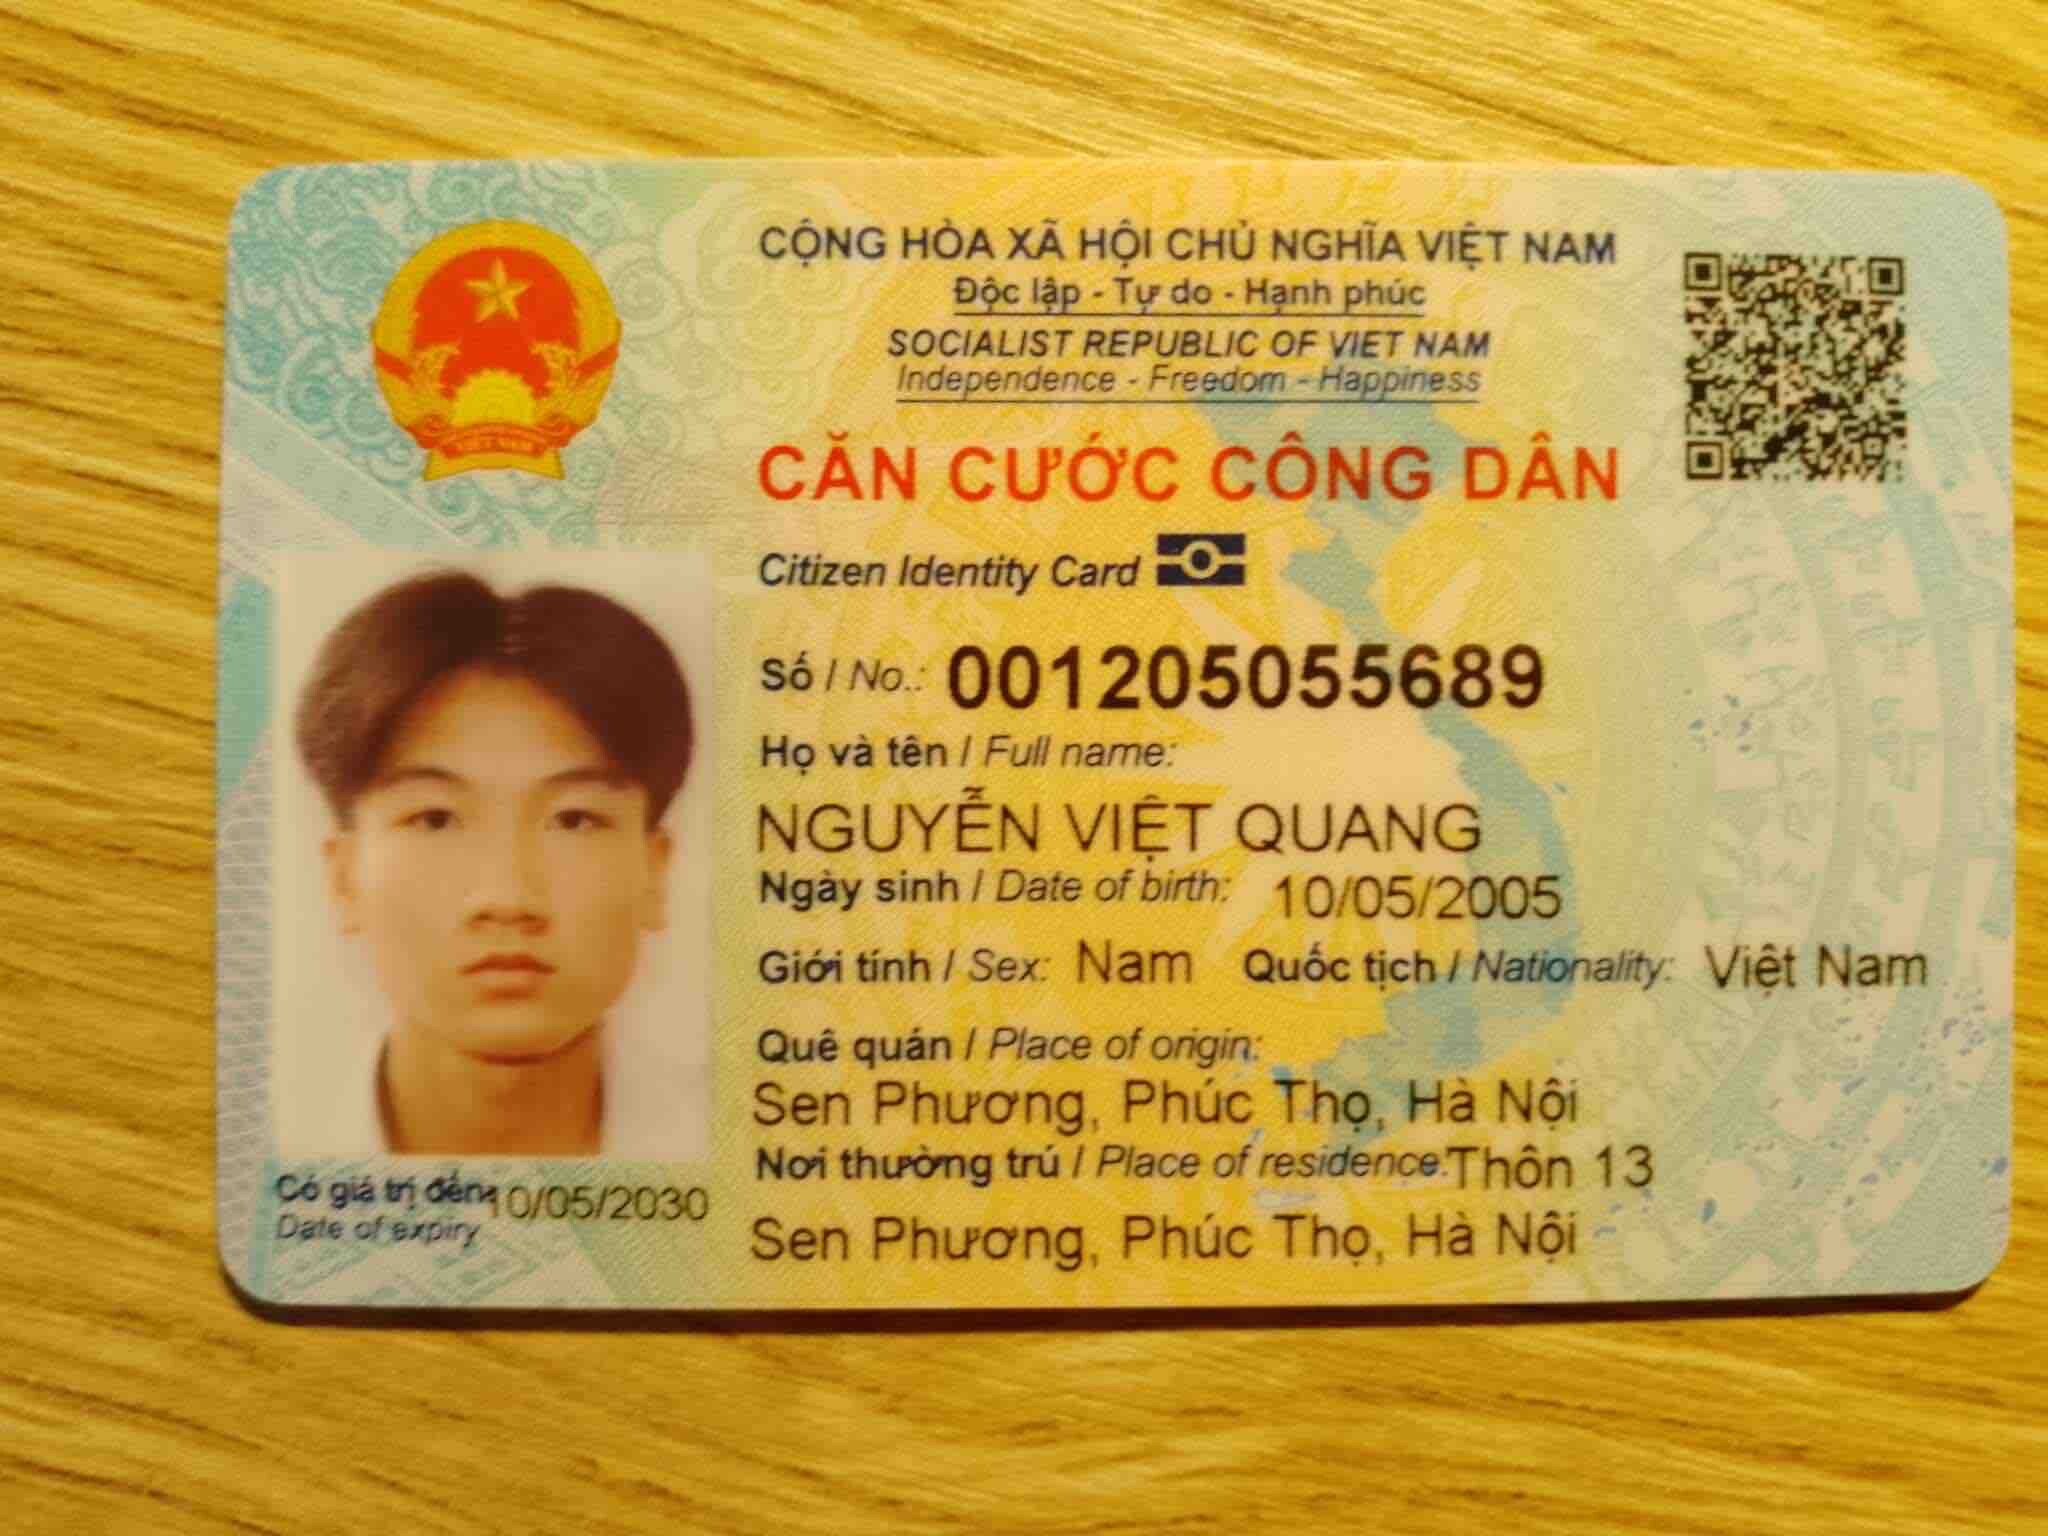 CỘNG HÒA XÃ HỘI CHỦ NGHĨA VIỆT NAM
Độc lập - Tự do - Hạnh phúc
SOCIALIST REPUBLIC OF VIET NAM
Independence - Freedom - Happiness
CĂN CƯỚC CÔNG DÂN
Citizen Identity Card
Số / No.: 001205055689
Họ và tên / Full name:
NGUYỄN VIỆT QUANG
Ngày sinh / Date of birth: 10/05/2005
Giới tính / Sex: Nam Quốc tịch / Nationality: Việt Nam
Quê quán / Place of origin:
Sen Phương, Phúc Thọ, Hà Nội
Nơi thường trú / Place of residence: Thôn 13
Sen Phương, Phúc Thọ, Hà Nội
Có giá trị đến: 10/05/2030
Date of expiry
VIỆT NAM